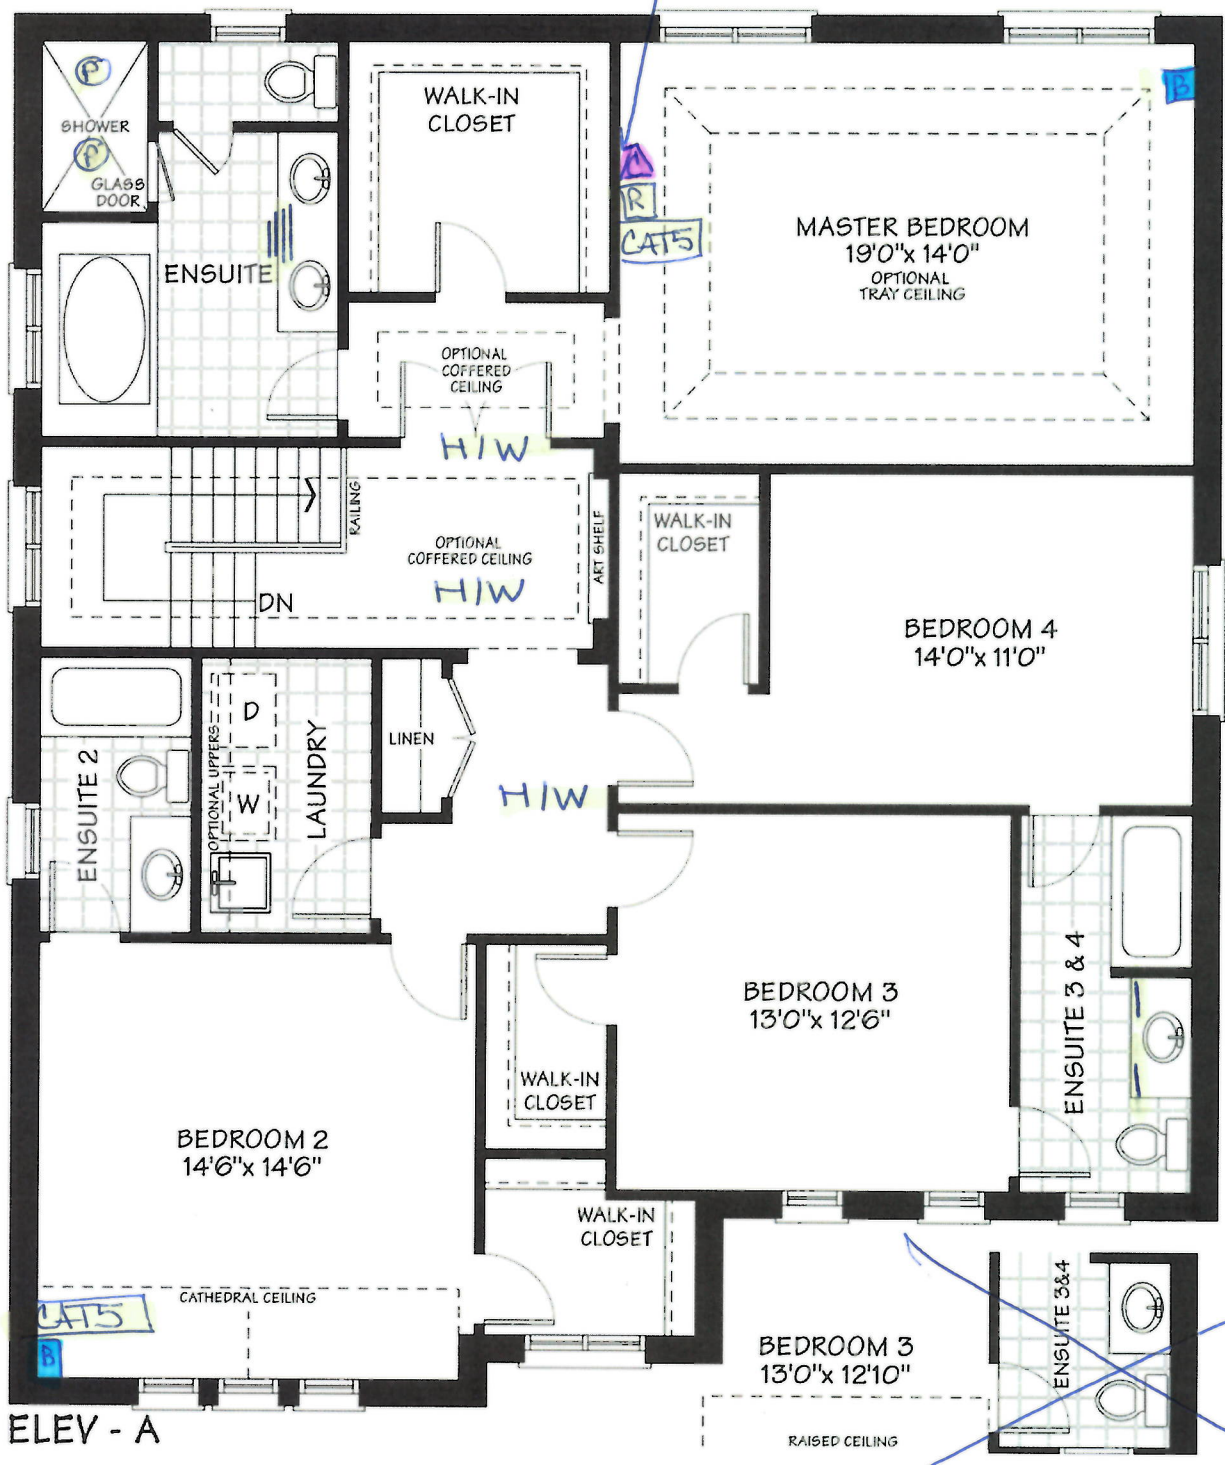 P
SHOWER
P
GLASS
DOOR
WALK-IN
CLOSET
B
C
R
CAT5
MASTER BEDROOM
19'0"x 14'0"
OPTIONAL
TRAY CEILING
ENSUITE
OPTIONAL
COFFERED
CEILING
H/W
RAILING
OPTIONAL
COFFERED CEILING
H/W
ART SHELF
DN
WALK-IN
CLOSET
BEDROOM 4
14'0"x 11'0"
ENSUITE 2
OPTIONAL UPPERS
D
W
LAUNDRY
LINEN
H/W
BEDROOM 3
13'0"x 12'6"
ENSUITE 3 & 4
WALK-IN
CLOSET
BEDROOM 2
14'6"x 14'6"
WALK-IN
CLOSET
CATHEDRAL CEILING
CAT5
B
BEDROOM 3
13'0"x 12'10"
ENSUITE 3&4
RAISED CEILING
ELEV - A